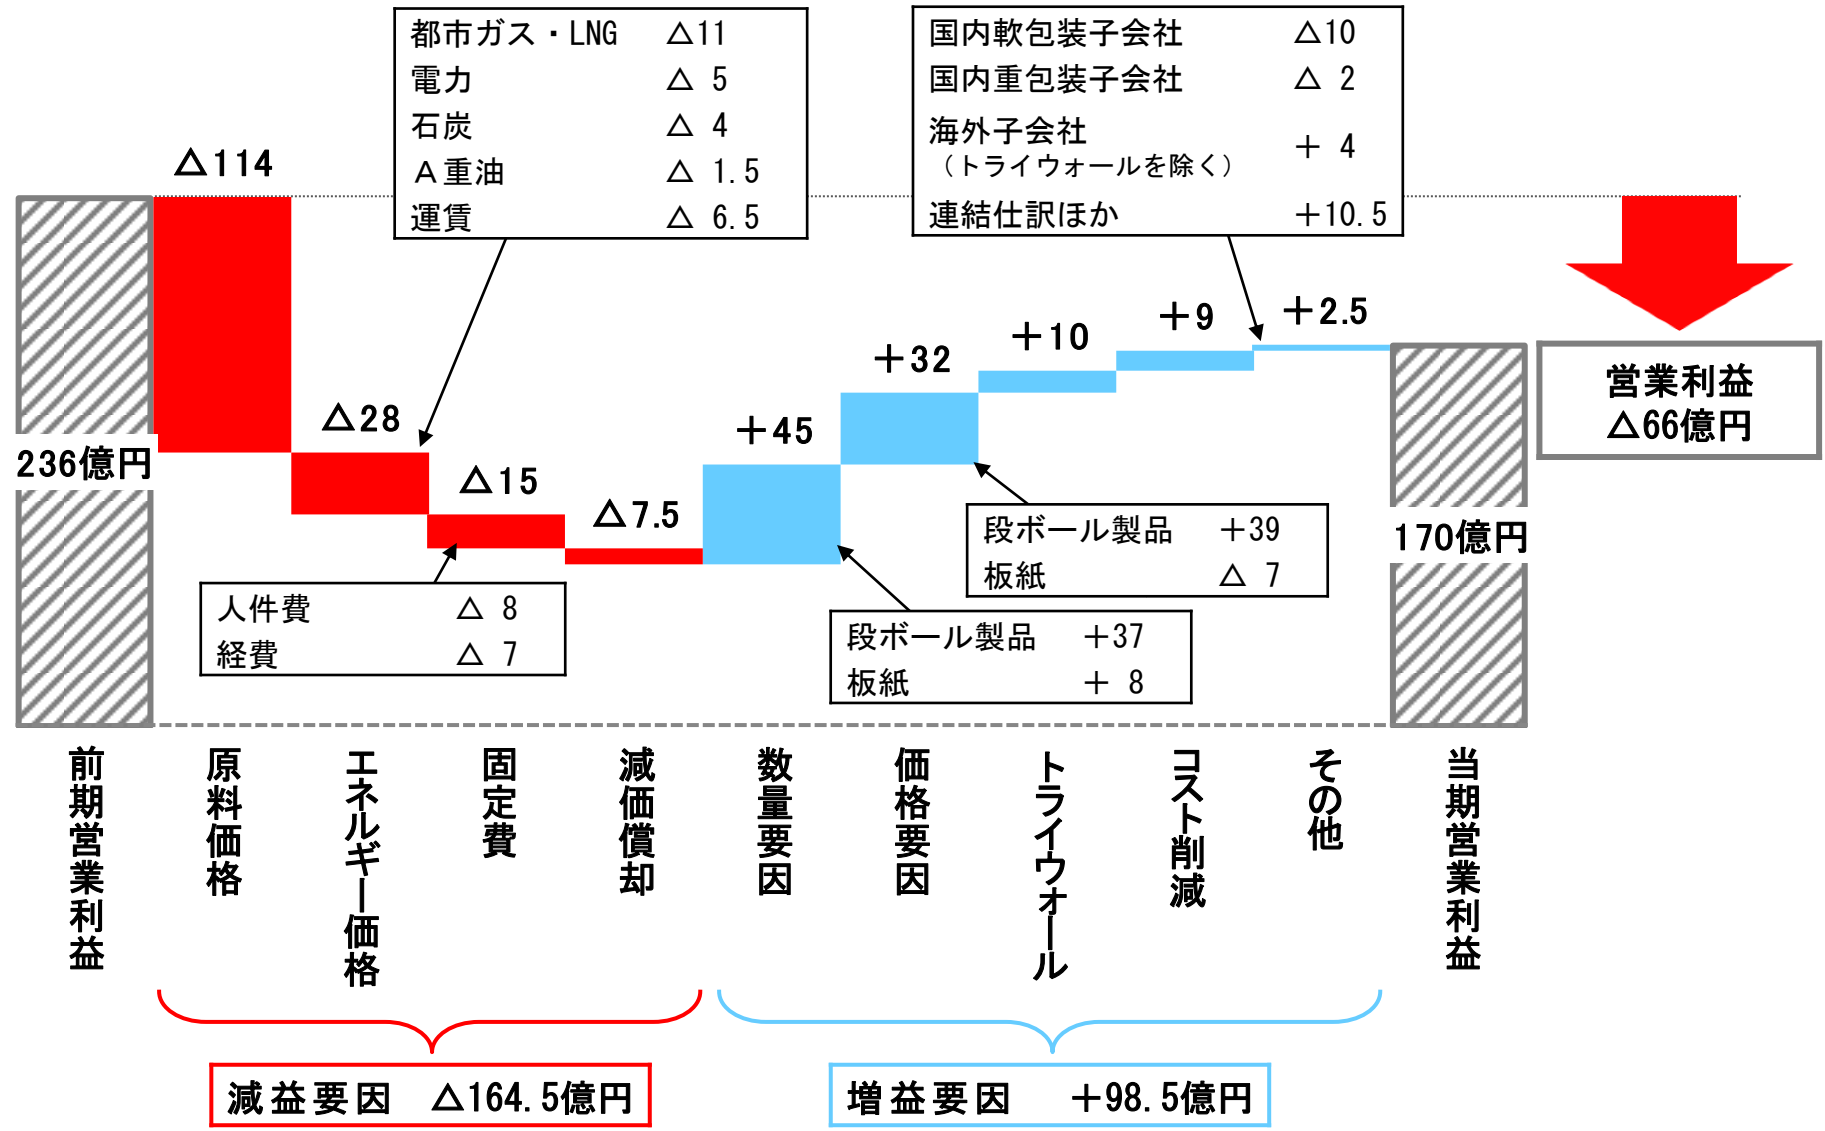 都市ガス・LNG △11
電力 △ 5
石炭 △ 4
A重油 △ 1.5
運賃 △ 6.5
国内軟包装子会社 △10
国内重包装子会社 △ 2
海外子会社
(トライウォールを除く) ＋ 4
連結仕訳ほか ＋10.5
△114
△28
△15
△7.5
＋45
＋32
＋10
＋9
＋2.5
236億円
170億円
営業利益
△66億円
人件費 △ 8
経費 △ 7
段ボール製品 ＋39
板紙 △ 7
段ボール製品 ＋37
板紙 ＋ 8
前期営業利益
原料価格
エネルギー価格
固定費
減価償却
数量要因
価格要因
トライウォール
コスト削減
その他
当期営業利益
減益要因 △164.5億円
増益要因 ＋98.5億円